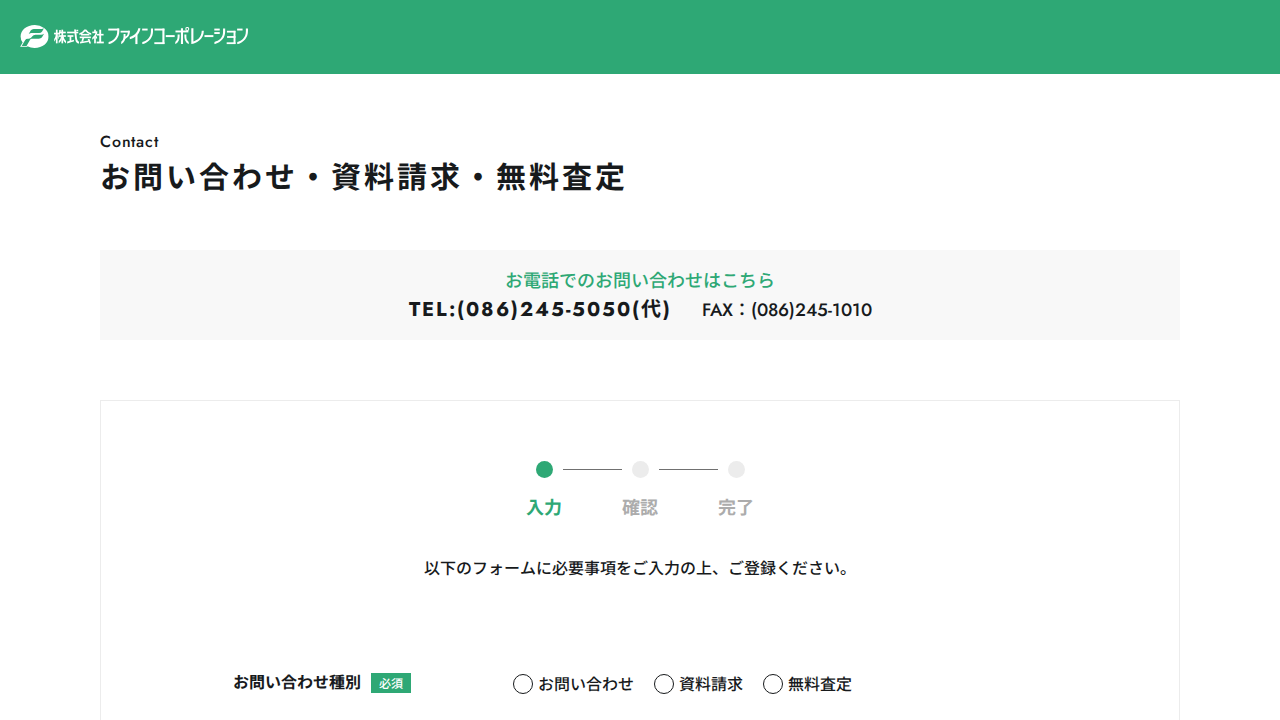 株式会社 ファインコーポレーション
Contact
お問い合わせ・資料請求・無料査定
お電話でのお問い合わせはこちら
TEL:(086)245-5050(代) FAX：(086)245-1010
入力 確認 完了
以下のフォームに必要事項をご入力の上、ご登録ください。
お問い合わせ種別 必須 お問い合わせ 資料請求 無料査定